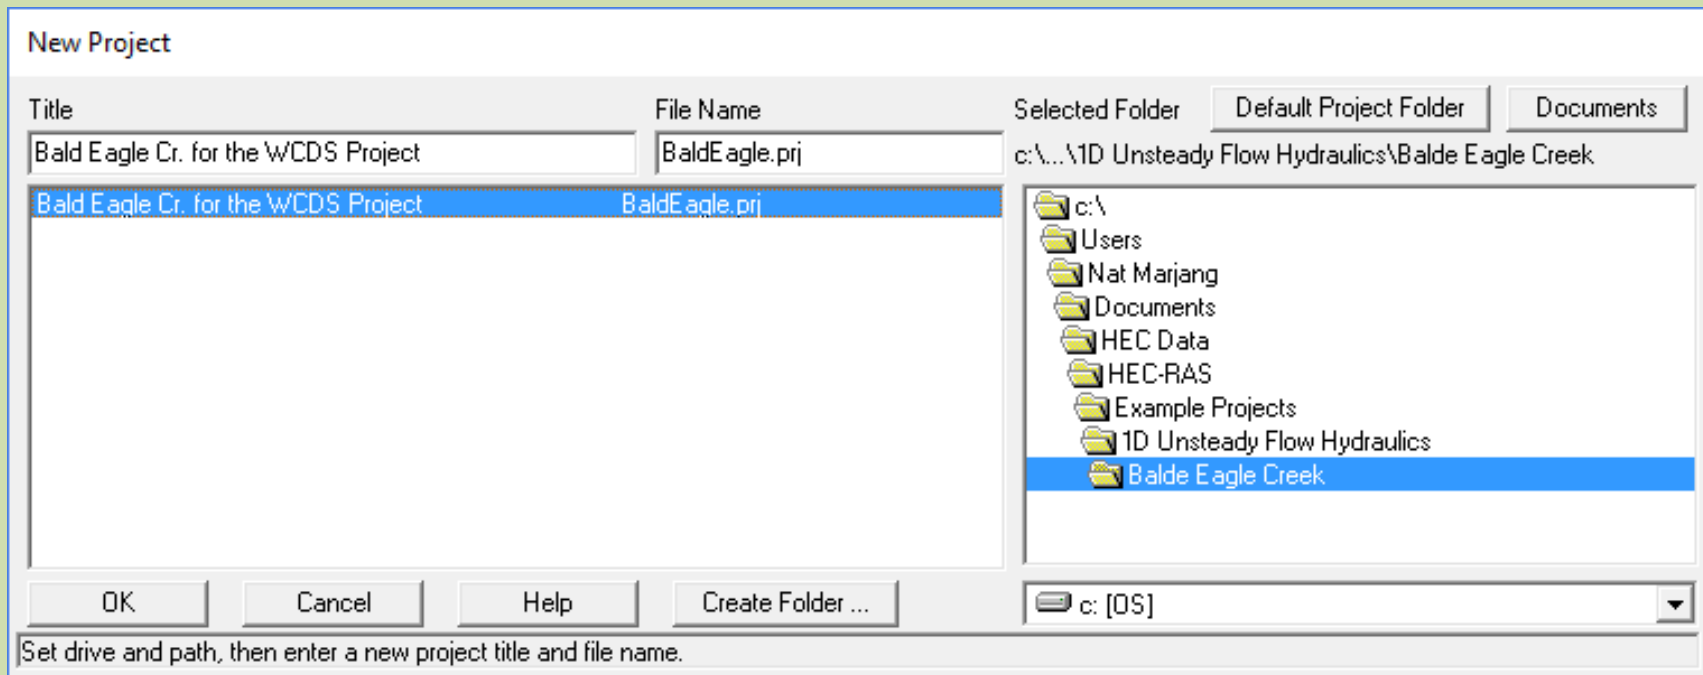 New Project
Title
File Name
Selected Folder
Default Project Folder
Documents
Bald Eagle Cr. for the WCDS Project
BaldEagle.prj
c:\...\1D Unsteady Flow Hydraulics\Balde Eagle Creek
Bald Eagle Cr. for the WCDS Project BaldEagle.prj
c:\
Users
Nat Marjang
Documents
HEC Data
HEC-RAS
Example Projects
1D Unsteady Flow Hydraulics
Balde Eagle Creek
OK
Cancel
Help
Create Folder ...
c: [OS]
Set drive and path, then enter a new project title and file name.